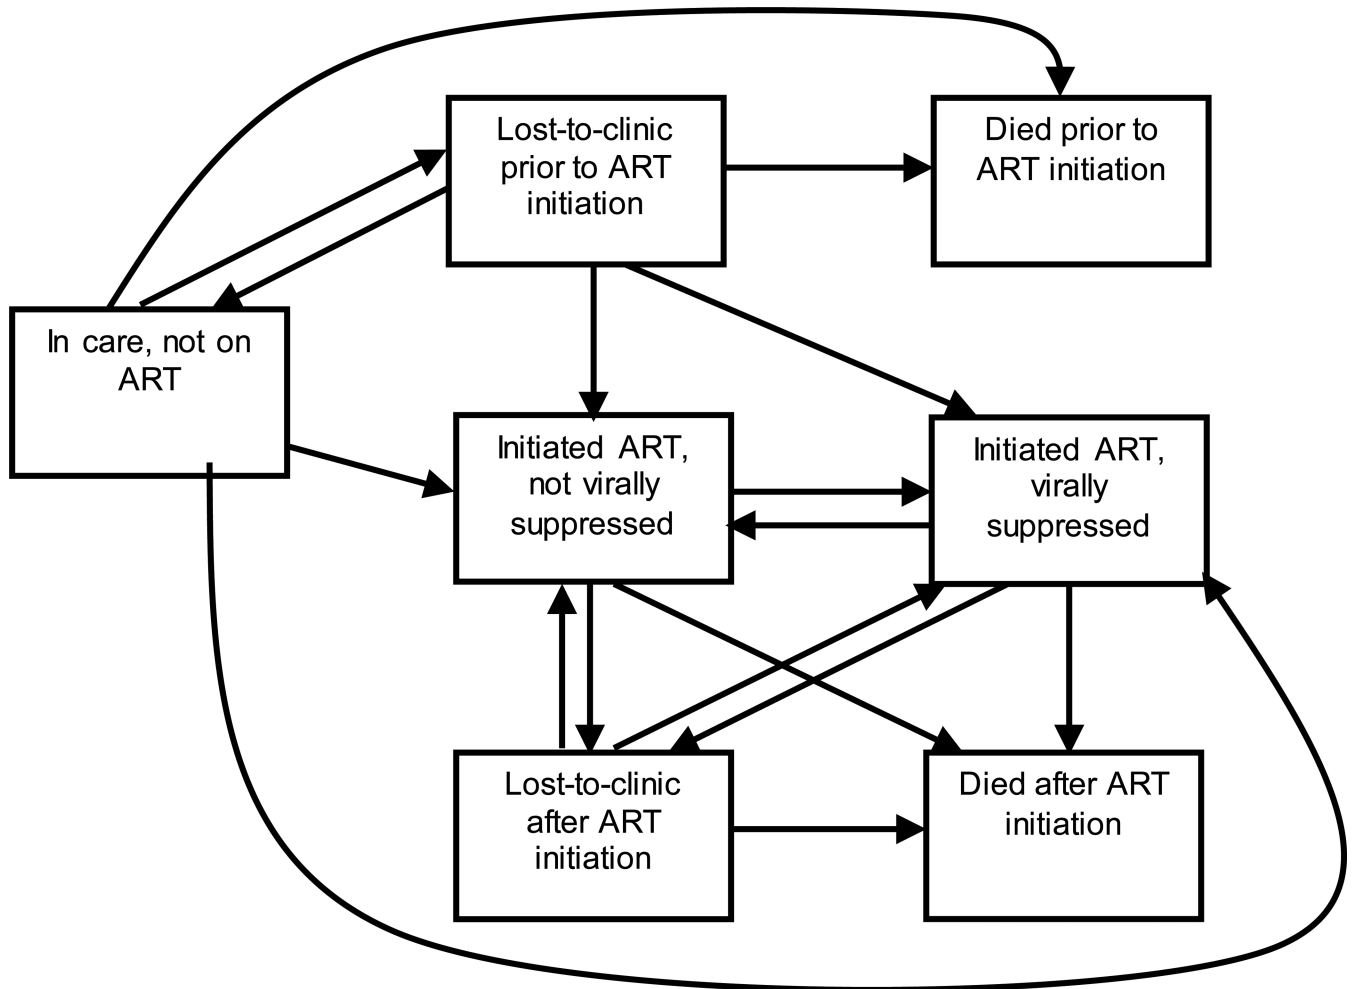 Lost-to-clinic
prior to ART
initiation
Died prior to
ART initiation
In care, not on
ART
Initiated ART,
not virally
suppressed
Initiated ART,
virally
suppressed
Lost-to-clinic
after ART
initiation
Died after ART
initiation